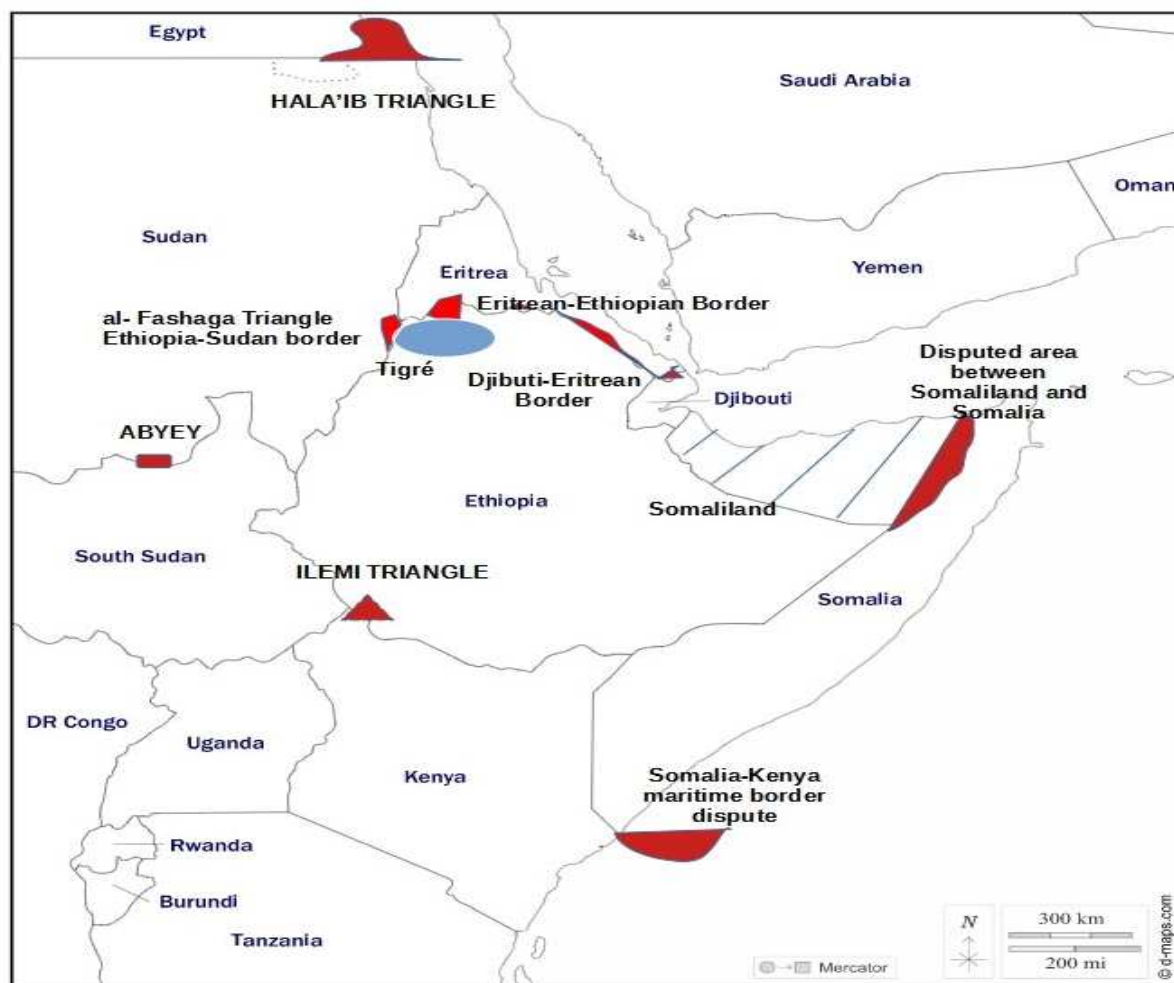 Egypt
Saudi Arabia
HALA'IB TRIANGLE
Oman
Sudan
Yemen
Eritrea
Eritrean-Ethiopian Border
al- Fashaga Triangle
Ethiopia-Sudan border
Tigré
Djibuti-Eritrean
Border
Djibouti
Disputed area
between
Somaliland and
Somalia
ABYEY
Ethiopia
Somaliland
South Sudan
ILEMI TRIANGLE
Somalia
DR Congo
Uganda
Kenya
Somalia-Kenya
maritime border
dispute
Rwanda
Burundi
Tanzania
N
300 km
200 mi
Mercator
© d-maps.com